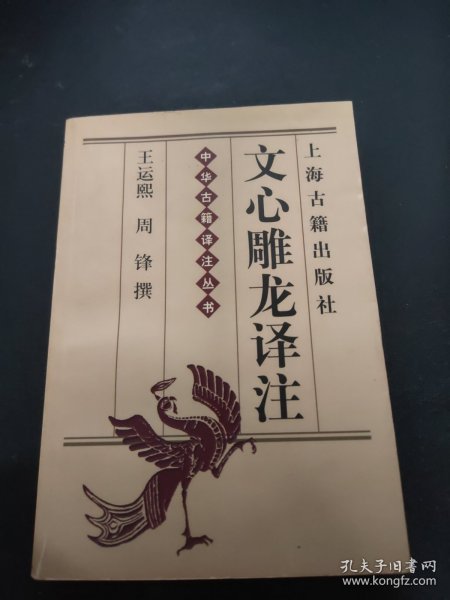 上海古籍出版社
文心雕龙译注
中华古籍译注丛书
王运熙 周锋撰
孔夫子旧书网
www.kongfz.com